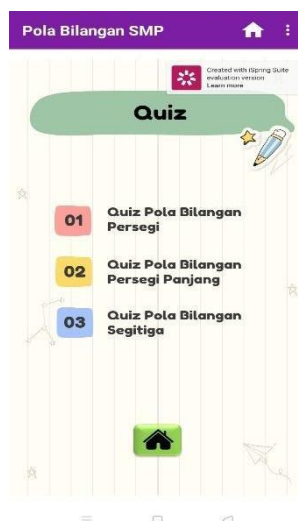 Pola Bilangan SMP
Created with iSpring Suite
evaluation version
Learn more
Quiz
01
Quiz Pola Bilangan
Persegi
02
Quiz Pola Bilangan
Persegi Panjang
03
Quiz Pola Bilangan
Segitiga